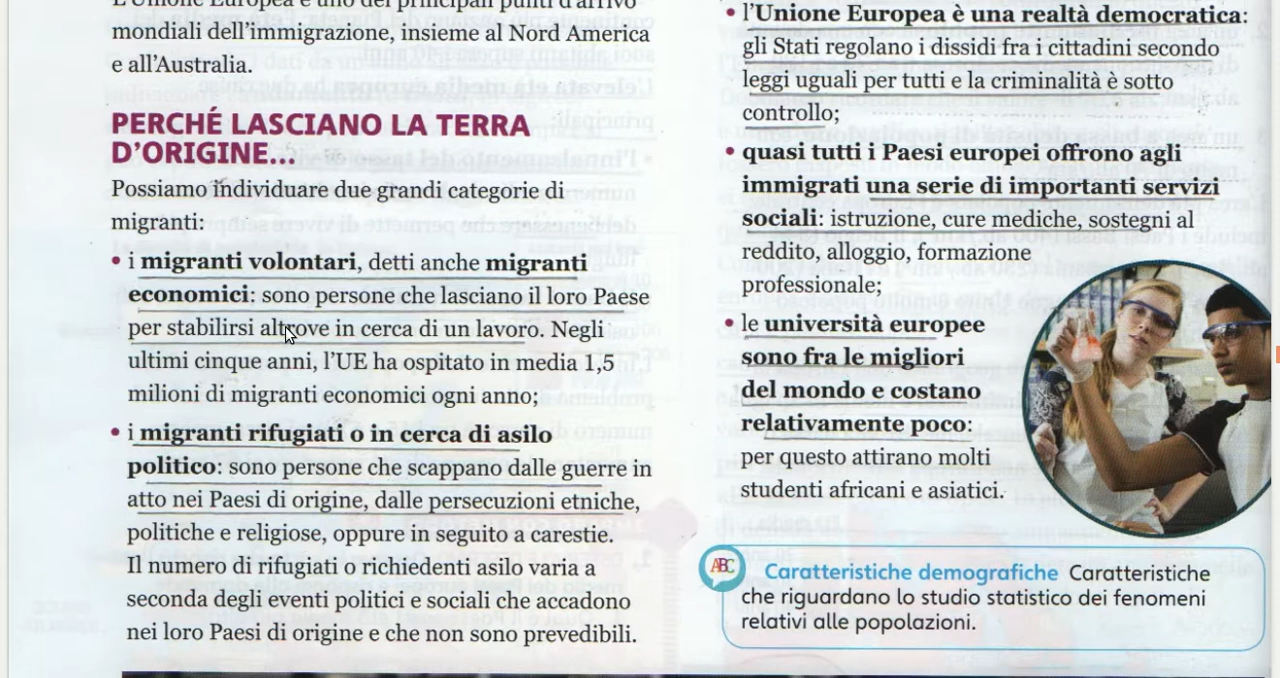 L'Unione Europea è uno dei principali punti d'arrivo
mondiali dell'immigrazione, insieme al Nord America
e all'Australia.
PERCHÉ LASCIANO LA TERRA
D'ORIGINE...
Possiamo individuare due grandi categorie di
migranti:
• i migranti volontari, detti anche migranti
economici: sono persone che lasciano il loro Paese
per stabilirsi altrove in cerca di un lavoro. Negli
ultimi cinque anni, l'UE ha ospitato in media 1,5
milioni di migranti economici ogni anno;
• i migranti rifugiati o in cerca di asilo
politico: sono persone che scappano dalle guerre in
atto nei Paesi di origine, dalle persecuzioni etniche,
politiche e religiose, oppure in seguito a carestie.
Il numero di rifugiati o richiedenti asilo varia a
seconda degli eventi politici e sociali che accadono
nei loro Paesi di origine e che non sono prevedibili.
• l'Unione Europea è una realtà democratica:
gli Stati regolano i dissidi fra i cittadini secondo
leggi uguali per tutti e la criminalità è sotto
controllo;
• quasi tutti i Paesi europei offrono agli
immigrati una serie di importanti servizi
sociali: istruzione, cure mediche, sostegni al
reddito, alloggio, formazione
professionale;
• le università europee
sono fra le migliori
del mondo e costano
relativamente poco:
per questo attirano molti
studenti africani e asiatici.
ABC
Caratteristiche demografiche Caratteristiche
che riguardano lo studio statistico dei fenomeni
relativi alle popolazioni.